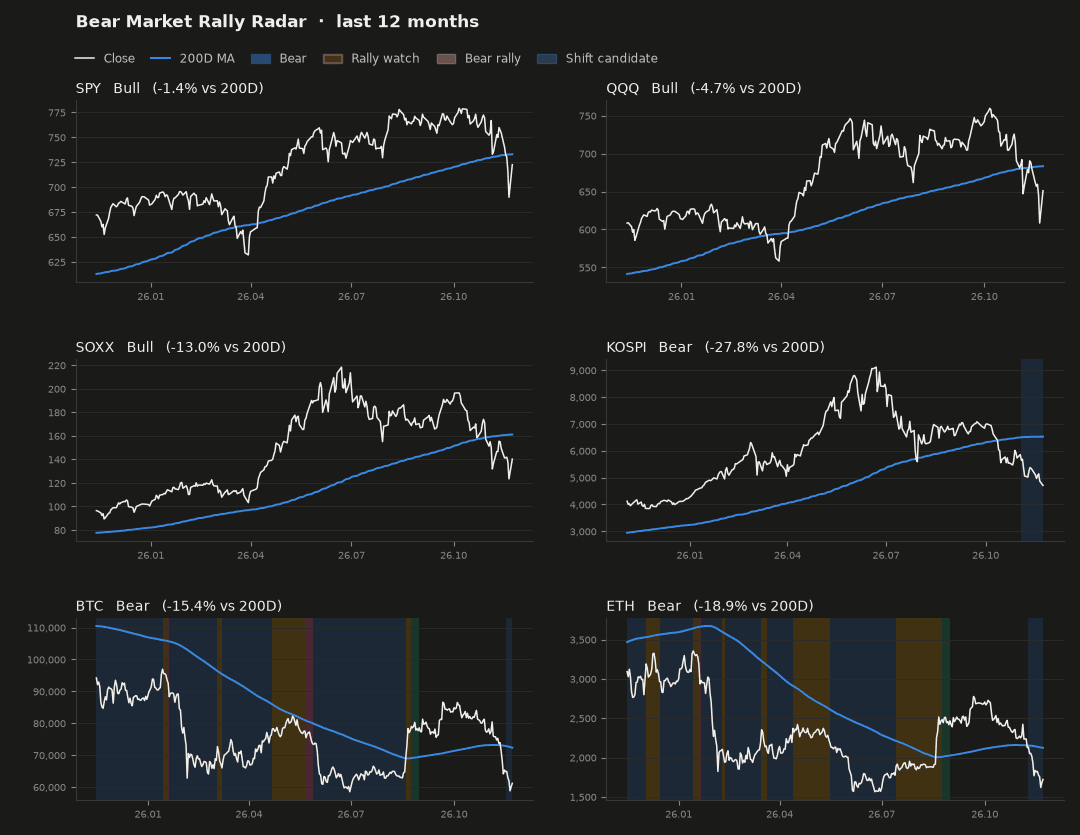 Bear Market Rally Radar · last 12 months
Close 200D MA Bear Rally watch Bear rally Shift candidate
SPY Bull (-1.4% vs 200D)
775
750
725
700
675
650
625
26.01 26.04 26.07 26.10
QQQ Bull (-4.7% vs 200D)
750
700
650
600
550
26.01 26.04 26.07 26.10
SOXX Bull (-13.0% vs 200D)
220
200
180
160
140
120
100
80
26.01 26.04 26.07 26.10
KOSPI Bear (-27.8% vs 200D)
9,000
8,000
7,000
6,000
5,000
4,000
3,000
26.01 26.04 26.07 26.10
BTC Bear (-15.4% vs 200D)
110,000
100,000
90,000
80,000
70,000
60,000
26.01 26.04 26.07 26.10
ETH Bear (-18.9% vs 200D)
3,500
3,000
2,500
2,000
1,500
26.01 26.04 26.07 26.10